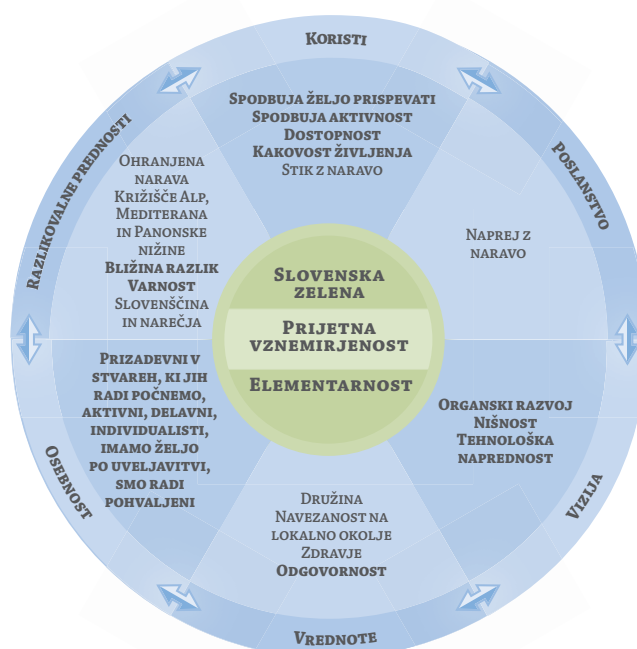 Koristi
Spodbuja željo prispevati
Spodbuja aktivnost
Dostopnost
Kakovost življenja
Stik z naravo
Poslanstvo
Naprej z
naravo
Vizija
Organski razvoj
Nišnost
Tehnološka
naprednost
Vrednote
Družina
Navezanost na
lokalno okolje
Zdravje
Odgovornost
Osebnost
Prizadevni v
stvareh, ki jih
radi počnemo,
aktivni, delavni,
individualisti,
imamo željo
po uveljavitvi,
smo radi
pohvaljeni
Razlikovalne prednosti
Ohranjena
narava
Križišče Alp,
Mediterana
in Panonske
nižine
Bližina razlik
Varnost
Slovenščina
in narečja
Slovenska
zelena
Prijetna
vznemirjenost
Elementarnost